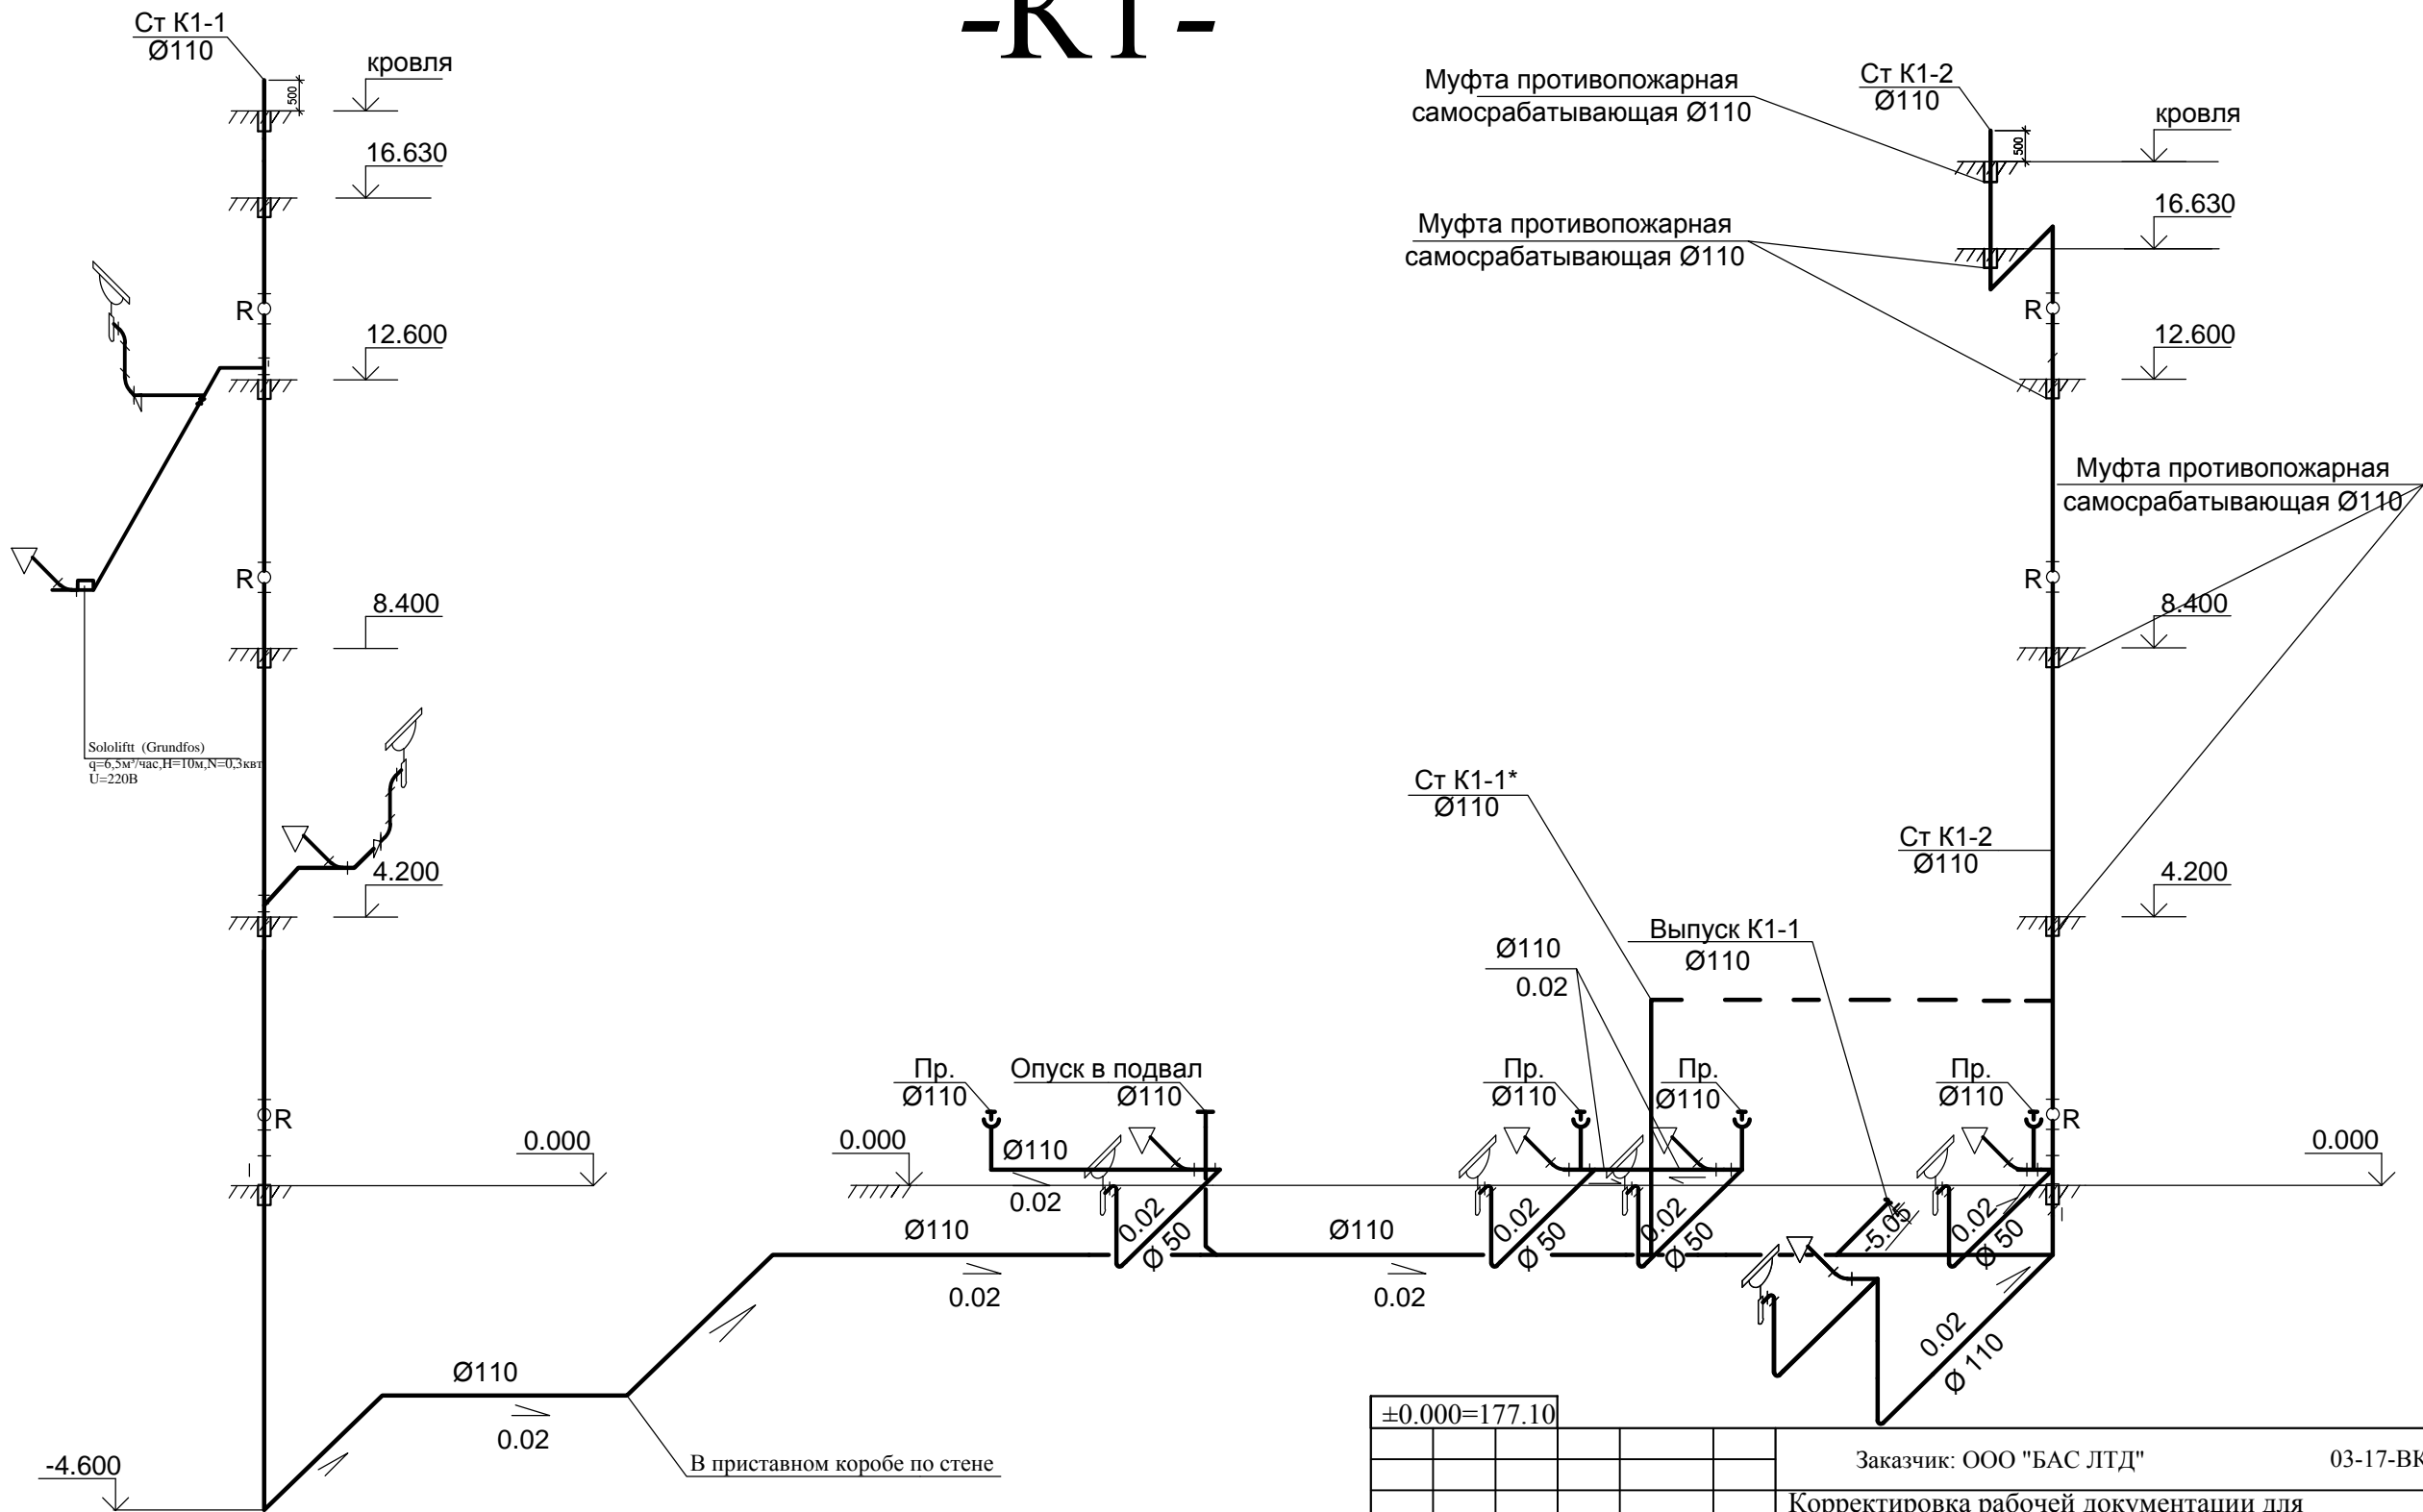 -К1-
Ст К1-1
Ø110
500
кровля
16.630
R
12.600
R
8.400
Sololiftt (Grundfos)
q=6,5м³/час,H=10м,N=0,3квт
U=220В
4.200
R
0.000
-4.600
Ø110
0.02
В приставном коробе по стене
Муфта противопожарная
самосрабатывающая Ø110
Ст К1-2
Ø110
500
кровля
16.630
Муфта противопожарная
самосрабатывающая Ø110
R
12.600
Муфта противопожарная
самосрабатывающая Ø110
R
8.400
Ст К1-1*
Ø110
Ст К1-2
Ø110
4.200
Выпуск К1-1
Ø110
Ø110
0.02
Пр.
Ø110
Опуск в подвал
Ø110
Пр.
Ø110
Пр.
Ø110
Пр.
Ø110
R
0.000
Ø110
0.02
0.000
Ø110
0.02
0.02
Ø 50
Ø110
0.02
0.02
Ø 50
0.02
Ø 50
-5.05
0.02
Ø 50
0.02
Ø 110
±0.000=177.10
Заказчик: ООО "БАС ЛТД"
03-17-ВК
Корректировка рабочей документации для